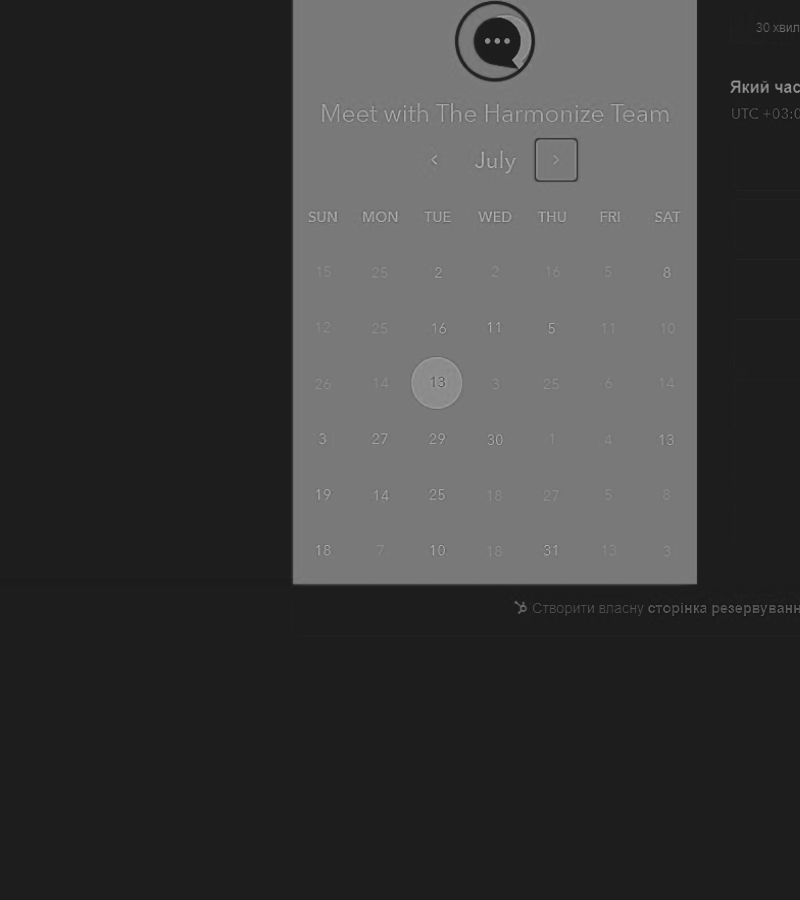 30 хвил
Meet with The Harmonize Team
Який час
UTC +03:0
July
SUN MON TUE WED THU FRI SAT
15 25 2 2 16 5 8
12 25 16 11 5 11 10
26 14 13 3 25 6 14
3 27 29 30 1 4 13
19 14 25 18 27 5 8
18 7 10 18 31 13 3
Створити власну сторінка резервуванн